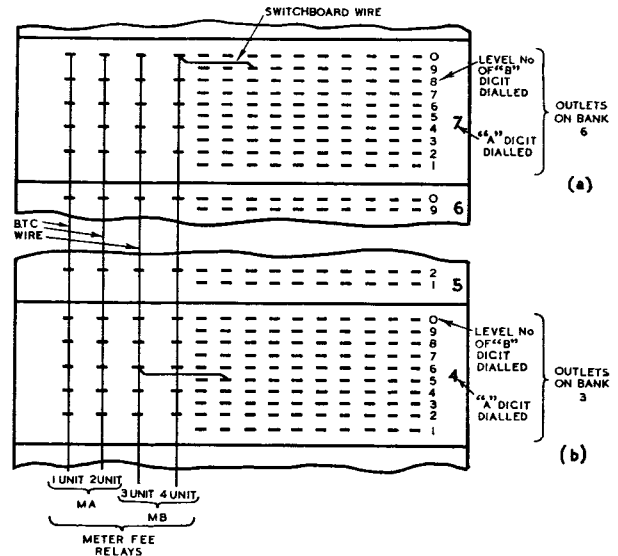 SWITCHBOARD WIRE
0
9
8
7
6
5
4
3
2
1
7
LEVEL No
OF "B"
DIGIT
DIALLED
"A" DIGIT
DIALLED
OUTLETS
ON BANK
6
(a)
0
9
6
B.T.C
WIRE
2
1
5
0
9
8
7
6
5
4
3
2
1
4
LEVEL No
OF "B"
DIGIT
DIALLED
"A" DIGIT
DIALLED
OUTLETS
ON BANK
3
(b)
1 UNIT 2 UNIT 3 UNIT 4 UNIT
MA MB
METER FEE
RELAYS